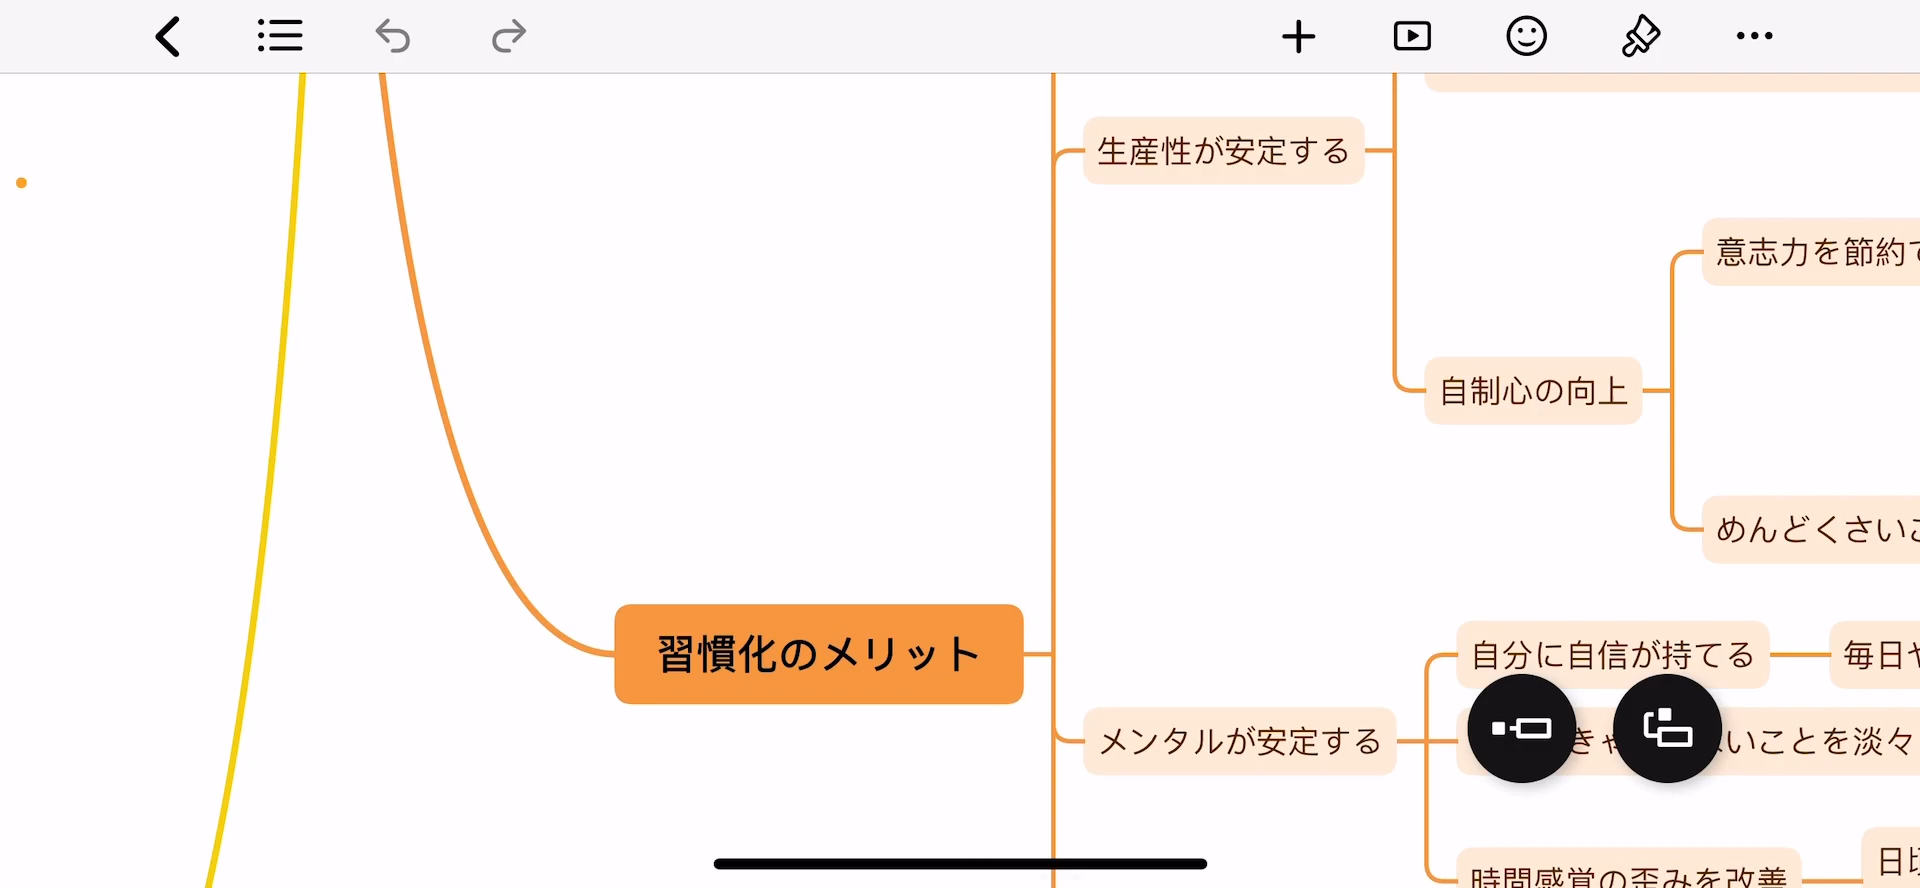 生産性が安定する
意志力を節約
自制心の向上
めんどくさい
習慣化のメリット
自分に自信が持てる
毎日
メンタルが安定する
いことを淡々
時間感覚の歪みを改善